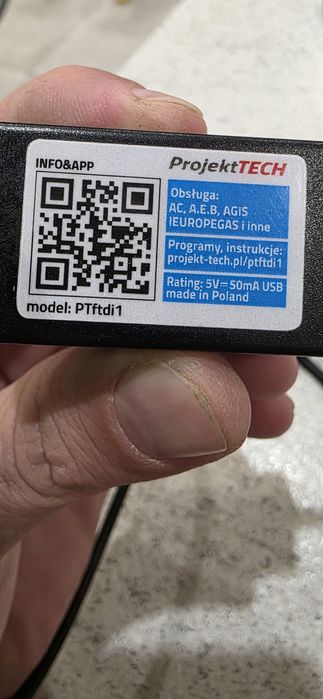 INFO&APP
ProjektTECH
Obsługa:
AC, A.E.B, AGIS
IEUROPEGAS i inne
Programy, instrukcje:
projekt-tech.pl/ptftdi1
Rating: 5V⎓50mA USB
made in Poland
model: PTftdi1